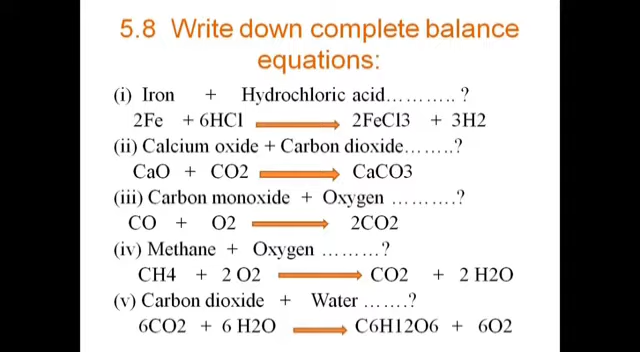 5.8 Write down complete balance
equations:
(i) Iron + Hydrochloric acid……….. ?
2Fe + 6HCl 2FeCl3 + 3H2
(ii) Calcium oxide + Carbon dioxide……..?
CaO + CO2 CaCO3
(iii) Carbon monoxide + Oxygen ……….?
CO + O2 2CO2
(iv) Methane + Oxygen ………?
CH4 + 2 O2 CO2 + 2 H2O
(v) Carbon dioxide + Water …….?
6CO2 + 6 H2O C6H12O6 + 6O2